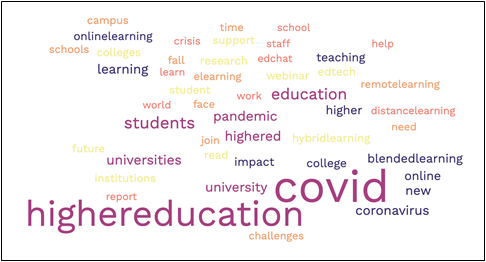 campus
time school
onlinelearning
crisis support
schools colleges staff help
fall research edchat teaching
learning learn elearning webinar edtech
student remotelearning
work education
world face higher distancelearning
students pandemic need
join highered hybridlearning
future read
universities impact college blendedlearning
institutions online
university covid new
report
highereducation coronavirus
challenges